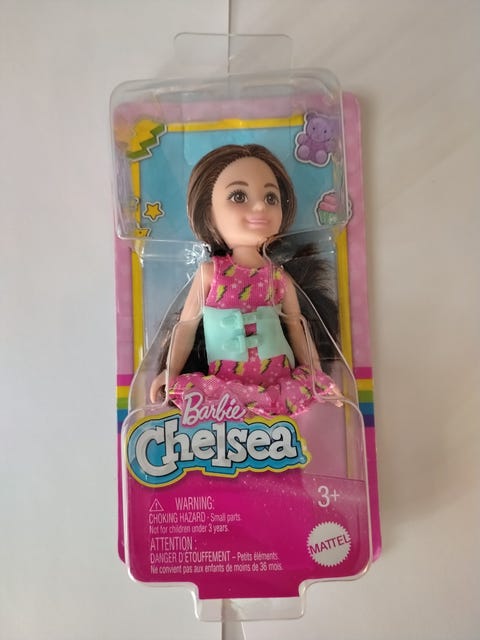 Barbie
Chelsea
3+
WARNING:
CHOKING HAZARD - Small parts.
Not for children under 3 years.
ATTENTION :
DANGER D'ÉTOUFFEMENT – Petits éléments.
Ne convient pas aux enfants de moins de 36 mois.
MATTEL